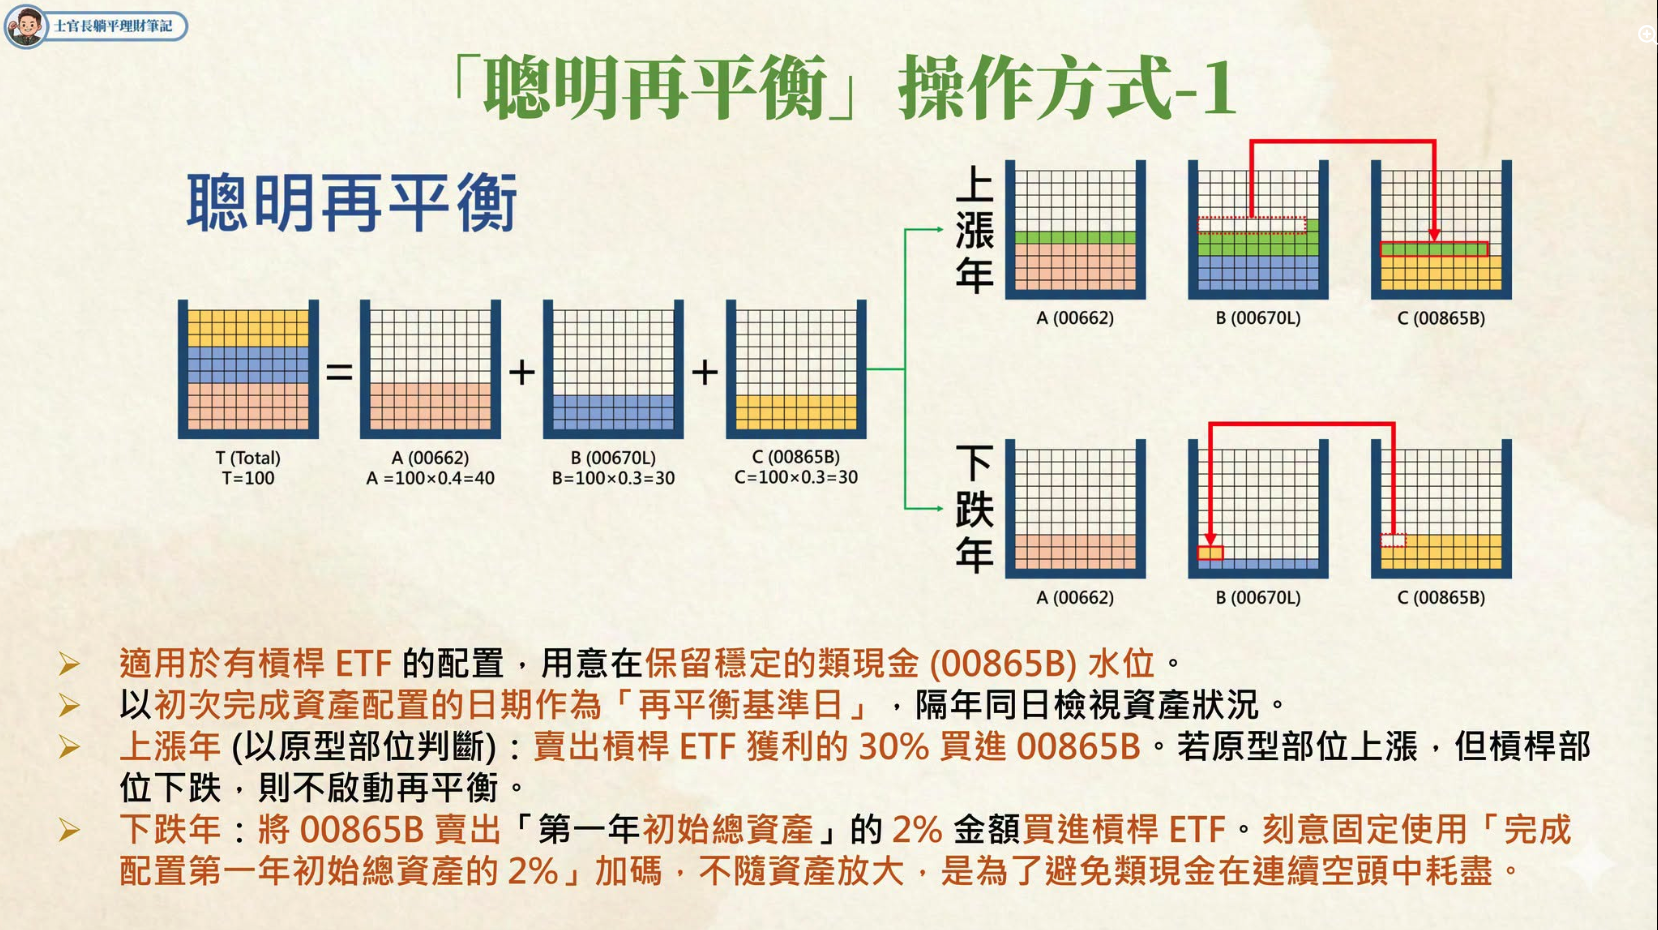 士官長躺平理財筆記
「聰明再平衡」操作方式-1
聰明再平衡
T (Total)
T=100
=
A (00662)
A =100×0.4=40
+
B (00670L)
B=100×0.3=30
+
C (00865B)
C=100×0.3=30
上漲年
A (00662)
B (00670L)
C (00865B)
下跌年
A (00662)
B (00670L)
C (00865B)
➢ 適用於有槓桿 ETF 的配置，用意在保留穩定的類現金 (00865B) 水位。
➢ 以初次完成資產配置的日期作為「再平衡基準日」，隔年同日檢視資產狀況。
➢ 上漲年 (以原型部位判斷)：賣出槓桿 ETF 獲利的 30% 買進 00865B。若原型部位上漲，但槓桿部
位下跌，則不啟動再平衡。
➢ 下跌年：將 00865B 賣出「第一年初始總資產」的 2% 金額買進槓桿 ETF。刻意固定使用「完成
配置第一年初始總資產的 2%」加碼，不隨資產放大，是為了避免類現金在連續空頭中耗盡。